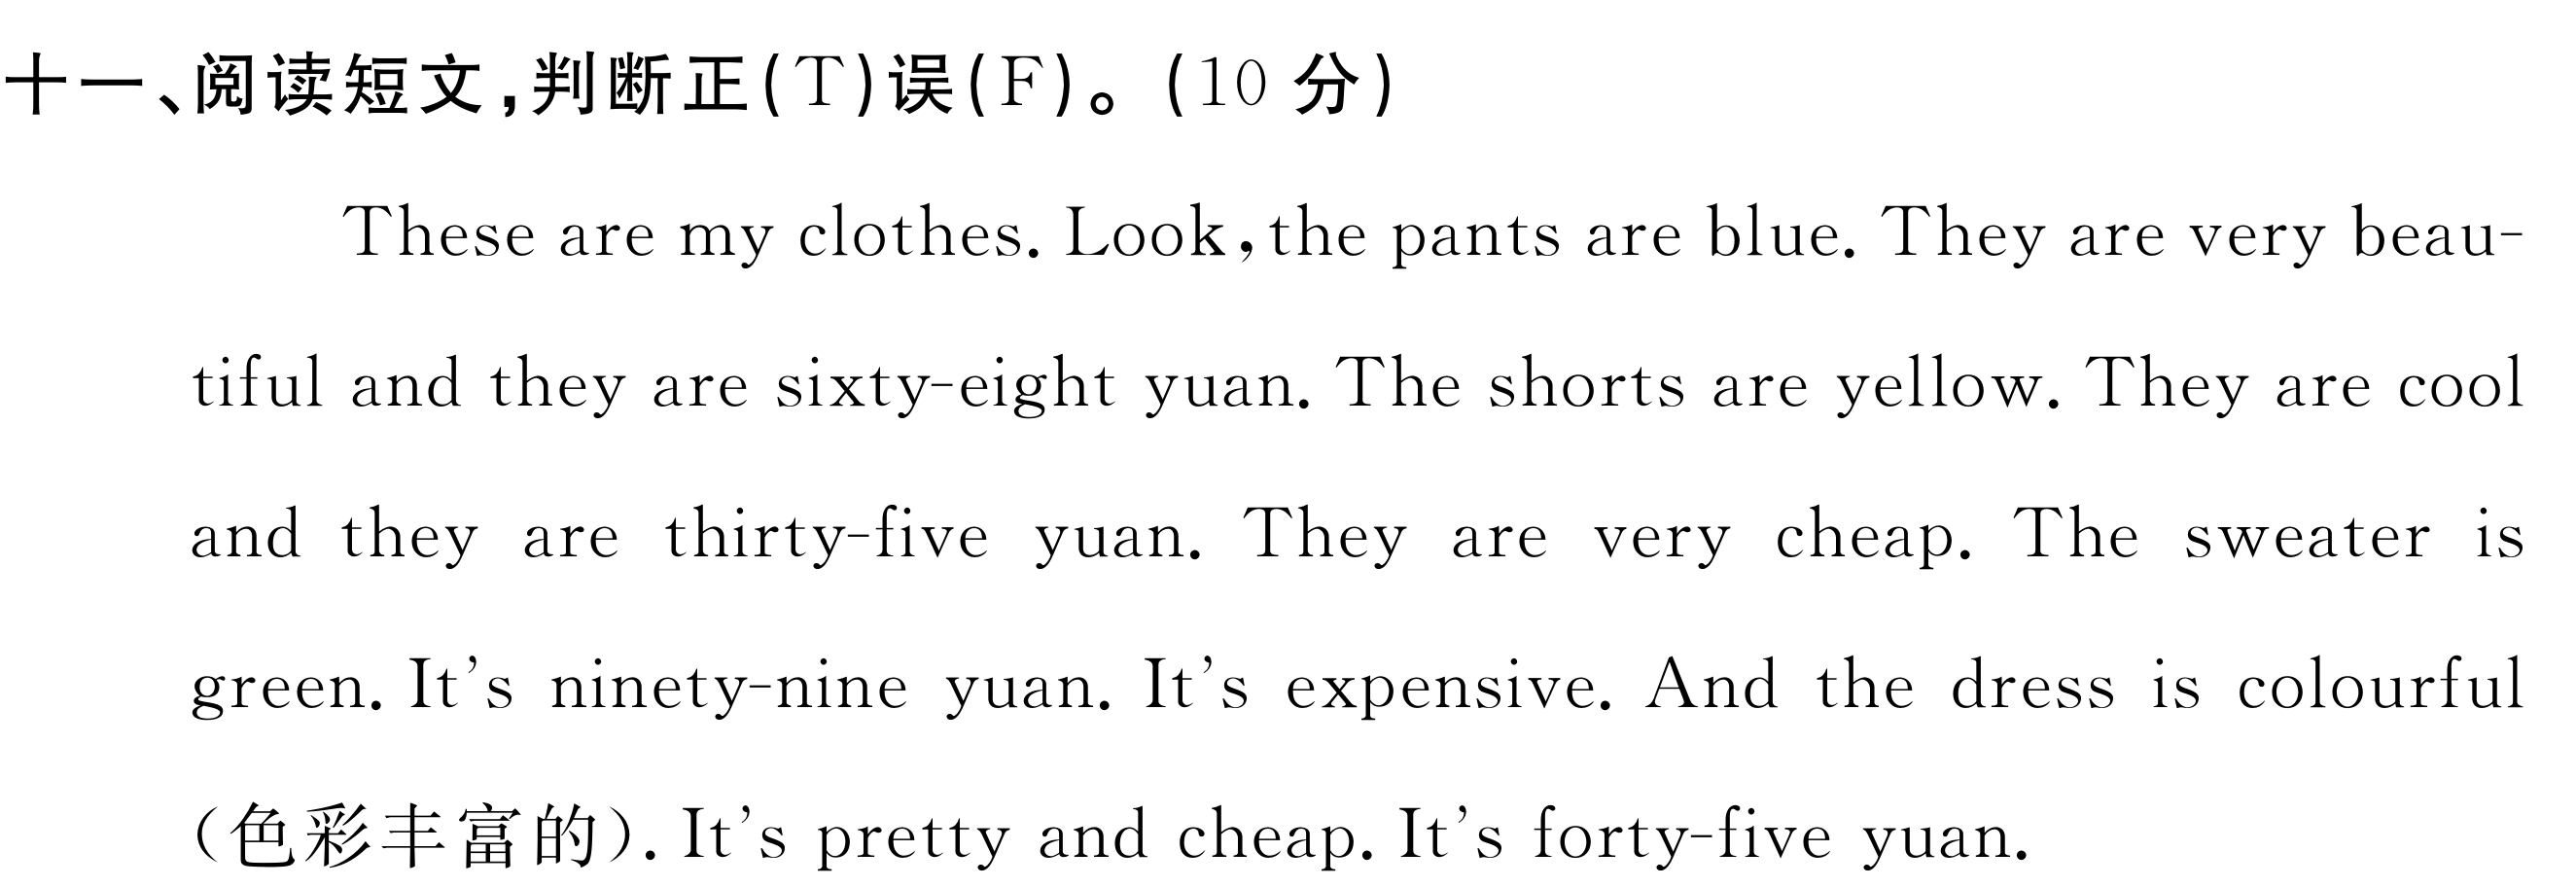 十一、阅读短文,判断正(T)误(F)。(10 分)
These are my clothes. Look,the pants are blue. They are very beau-
tiful and they are sixty-eight yuan. The shorts are yellow. They are cool
and they are thirty-five yuan. They are very cheap. The sweater is
green. It’s ninety-nine yuan. It’s expensive. And the dress is colourful
(色彩丰富的). It’s pretty and cheap. It’s forty-five yuan.